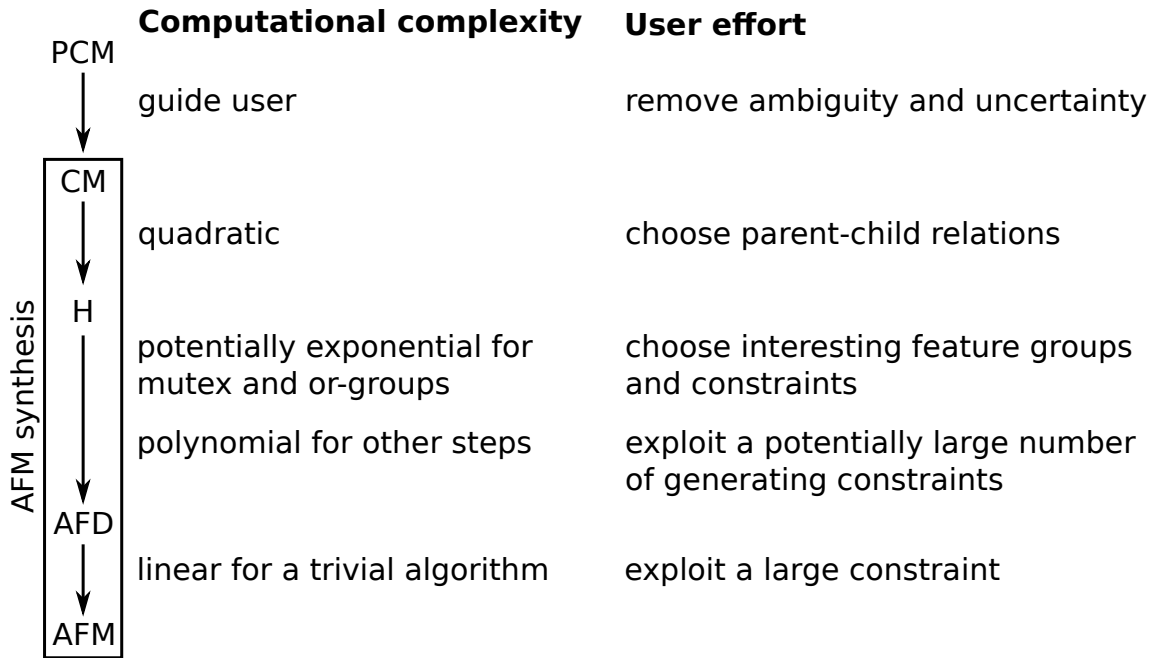 Computational complexity
User effort
PCM
guide user
remove ambiguity and uncertainty
CM
quadratic
choose parent-child relations
H
AFM synthesis
potentially exponential for
mutex and or-groups
choose interesting feature groups
and constraints
polynomial for other steps
exploit a potentially large number
of generating constraints
AFD
linear for a trivial algorithm
exploit a large constraint
AFM